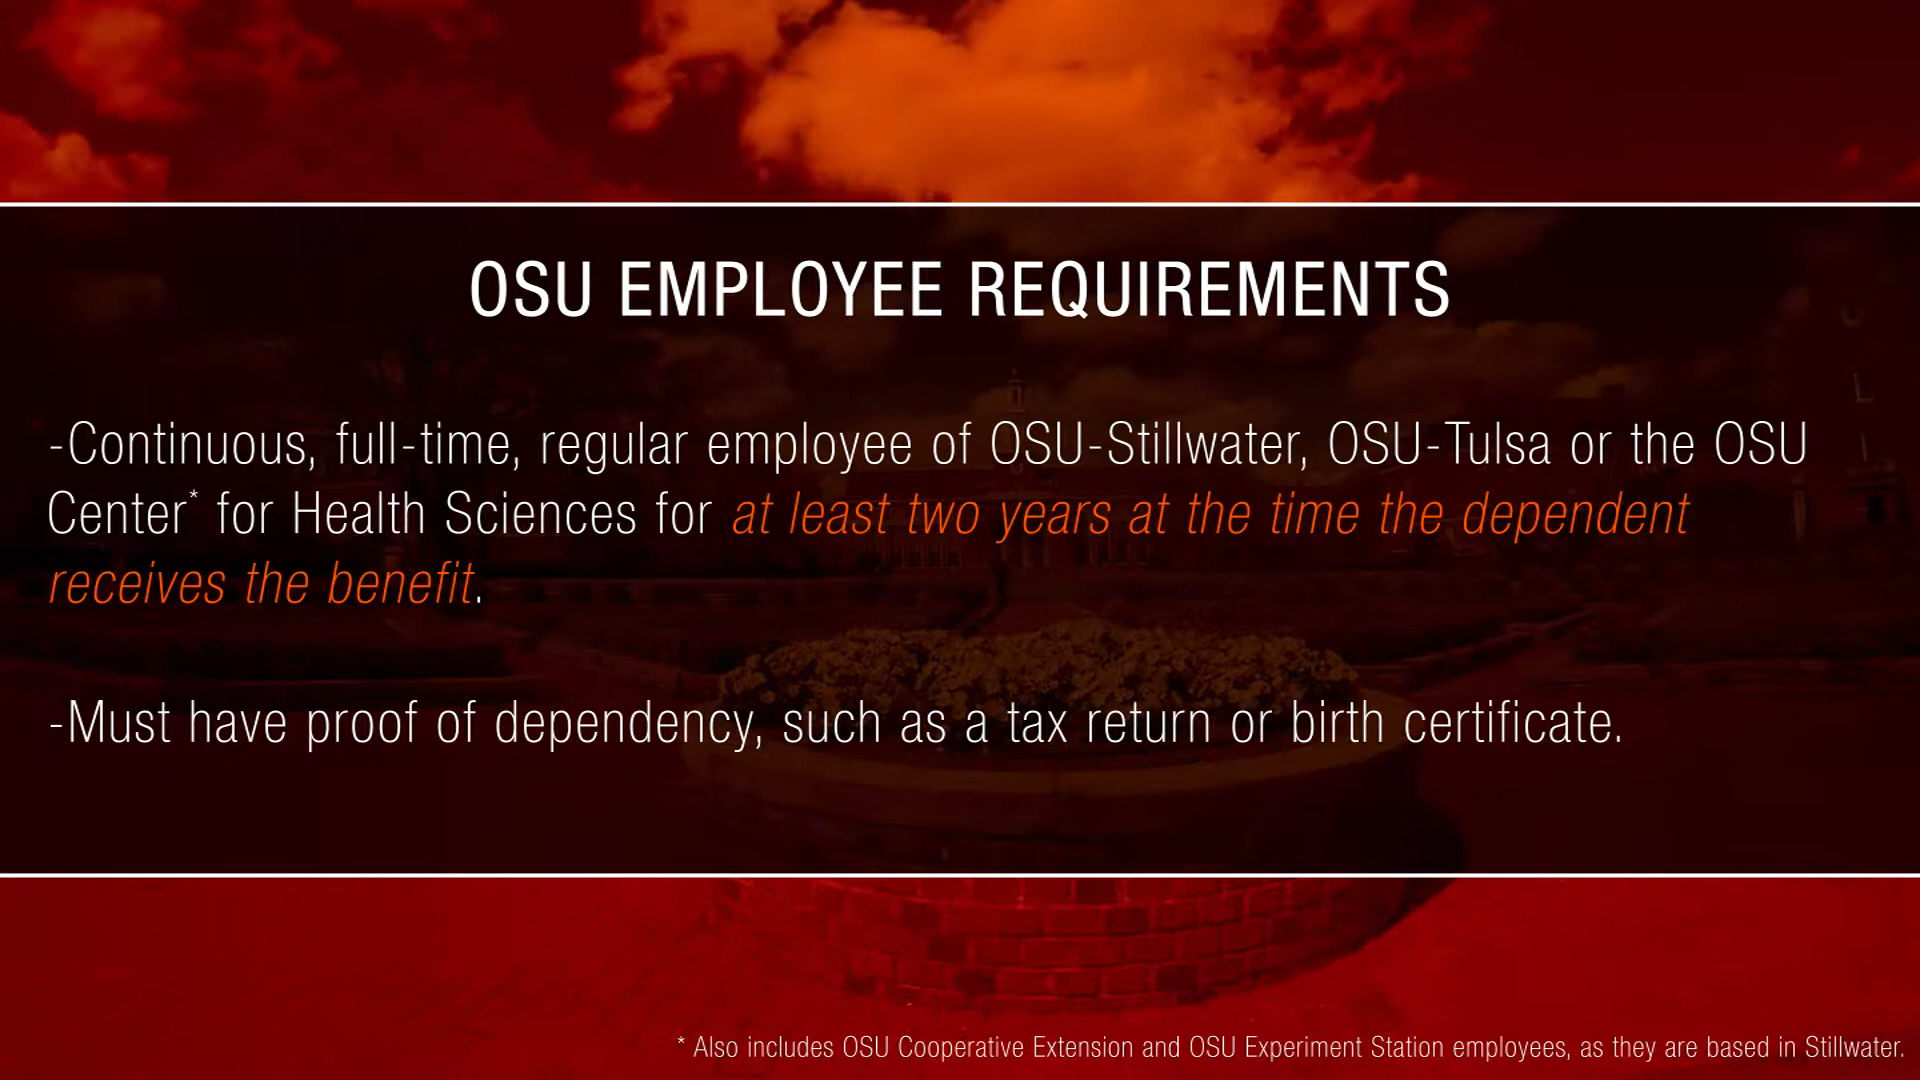 OSU EMPLOYEE REQUIREMENTS
-Continuous, full-time, regular employee of OSU-Stillwater, OSU-Tulsa or the OSU
Center* for Health Sciences for at least two years at the time the dependent
receives the benefit.
-Must have proof of dependency, such as a tax return or birth certificate.
* Also includes OSU Cooperative Extension and OSU Experiment Station employees, as they are based in Stillwater.